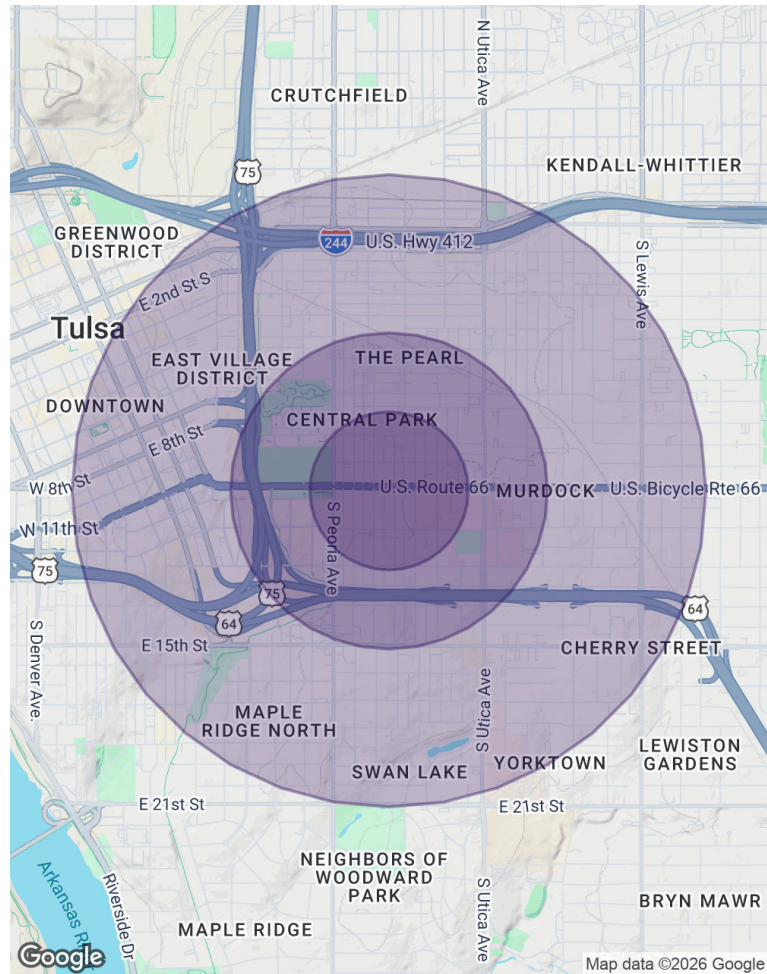 CRUTCHFIELD
N Utica Ave
KENDALL-WHITTIER
75
GREENWOOD
DISTRICT
244
U.S. Hwy 412
S Lewis Ave
E 2nd St S
Tulsa
EAST VILLAGE
DISTRICT
THE PEARL
DOWNTOWN
E 8th St
CENTRAL PARK
W 8th St
U.S. Route 66
MURDOCK
U.S. Bicycle Rte 66
W 11th St
S Peoria Ave
75
75
64
64
S Denver Ave.
E 15th St
CHERRY STREET
S Utica Ave
MAPLE
RIDGE NORTH
SWAN LAKE
YORKTOWN
LEWISTON
GARDENS
E 21st St
E 21st St
NEIGHBORS OF
WOODWARD
PARK
Arkansas R
Riverside Dr
S Utica Ave
BRYN MAWR
MAPLE RIDGE
Google
Map data ©2026 Google